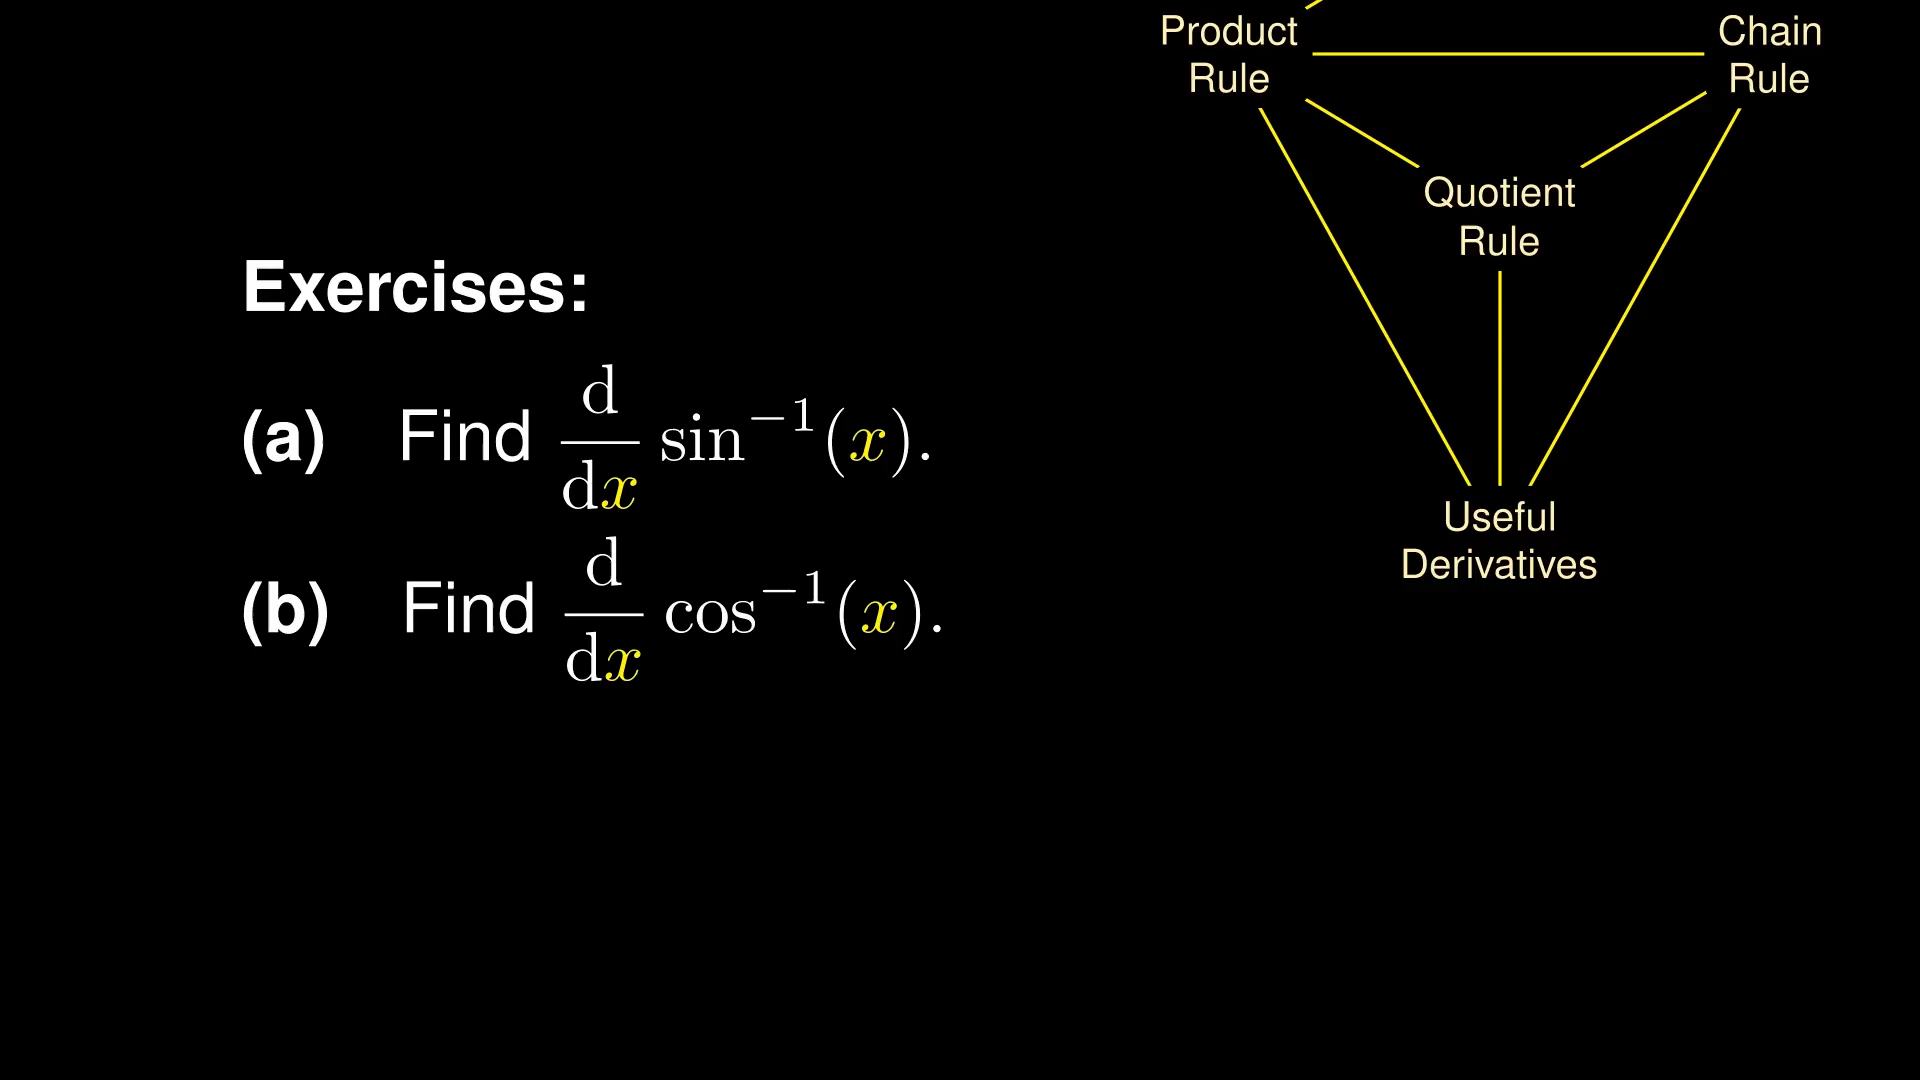 Product
Rule
Chain
Rule
Quotient
Rule
Exercises:
(a) Find d/dx sin⁻¹(x).
(b) Find d/dx cos⁻¹(x).
Useful
Derivatives